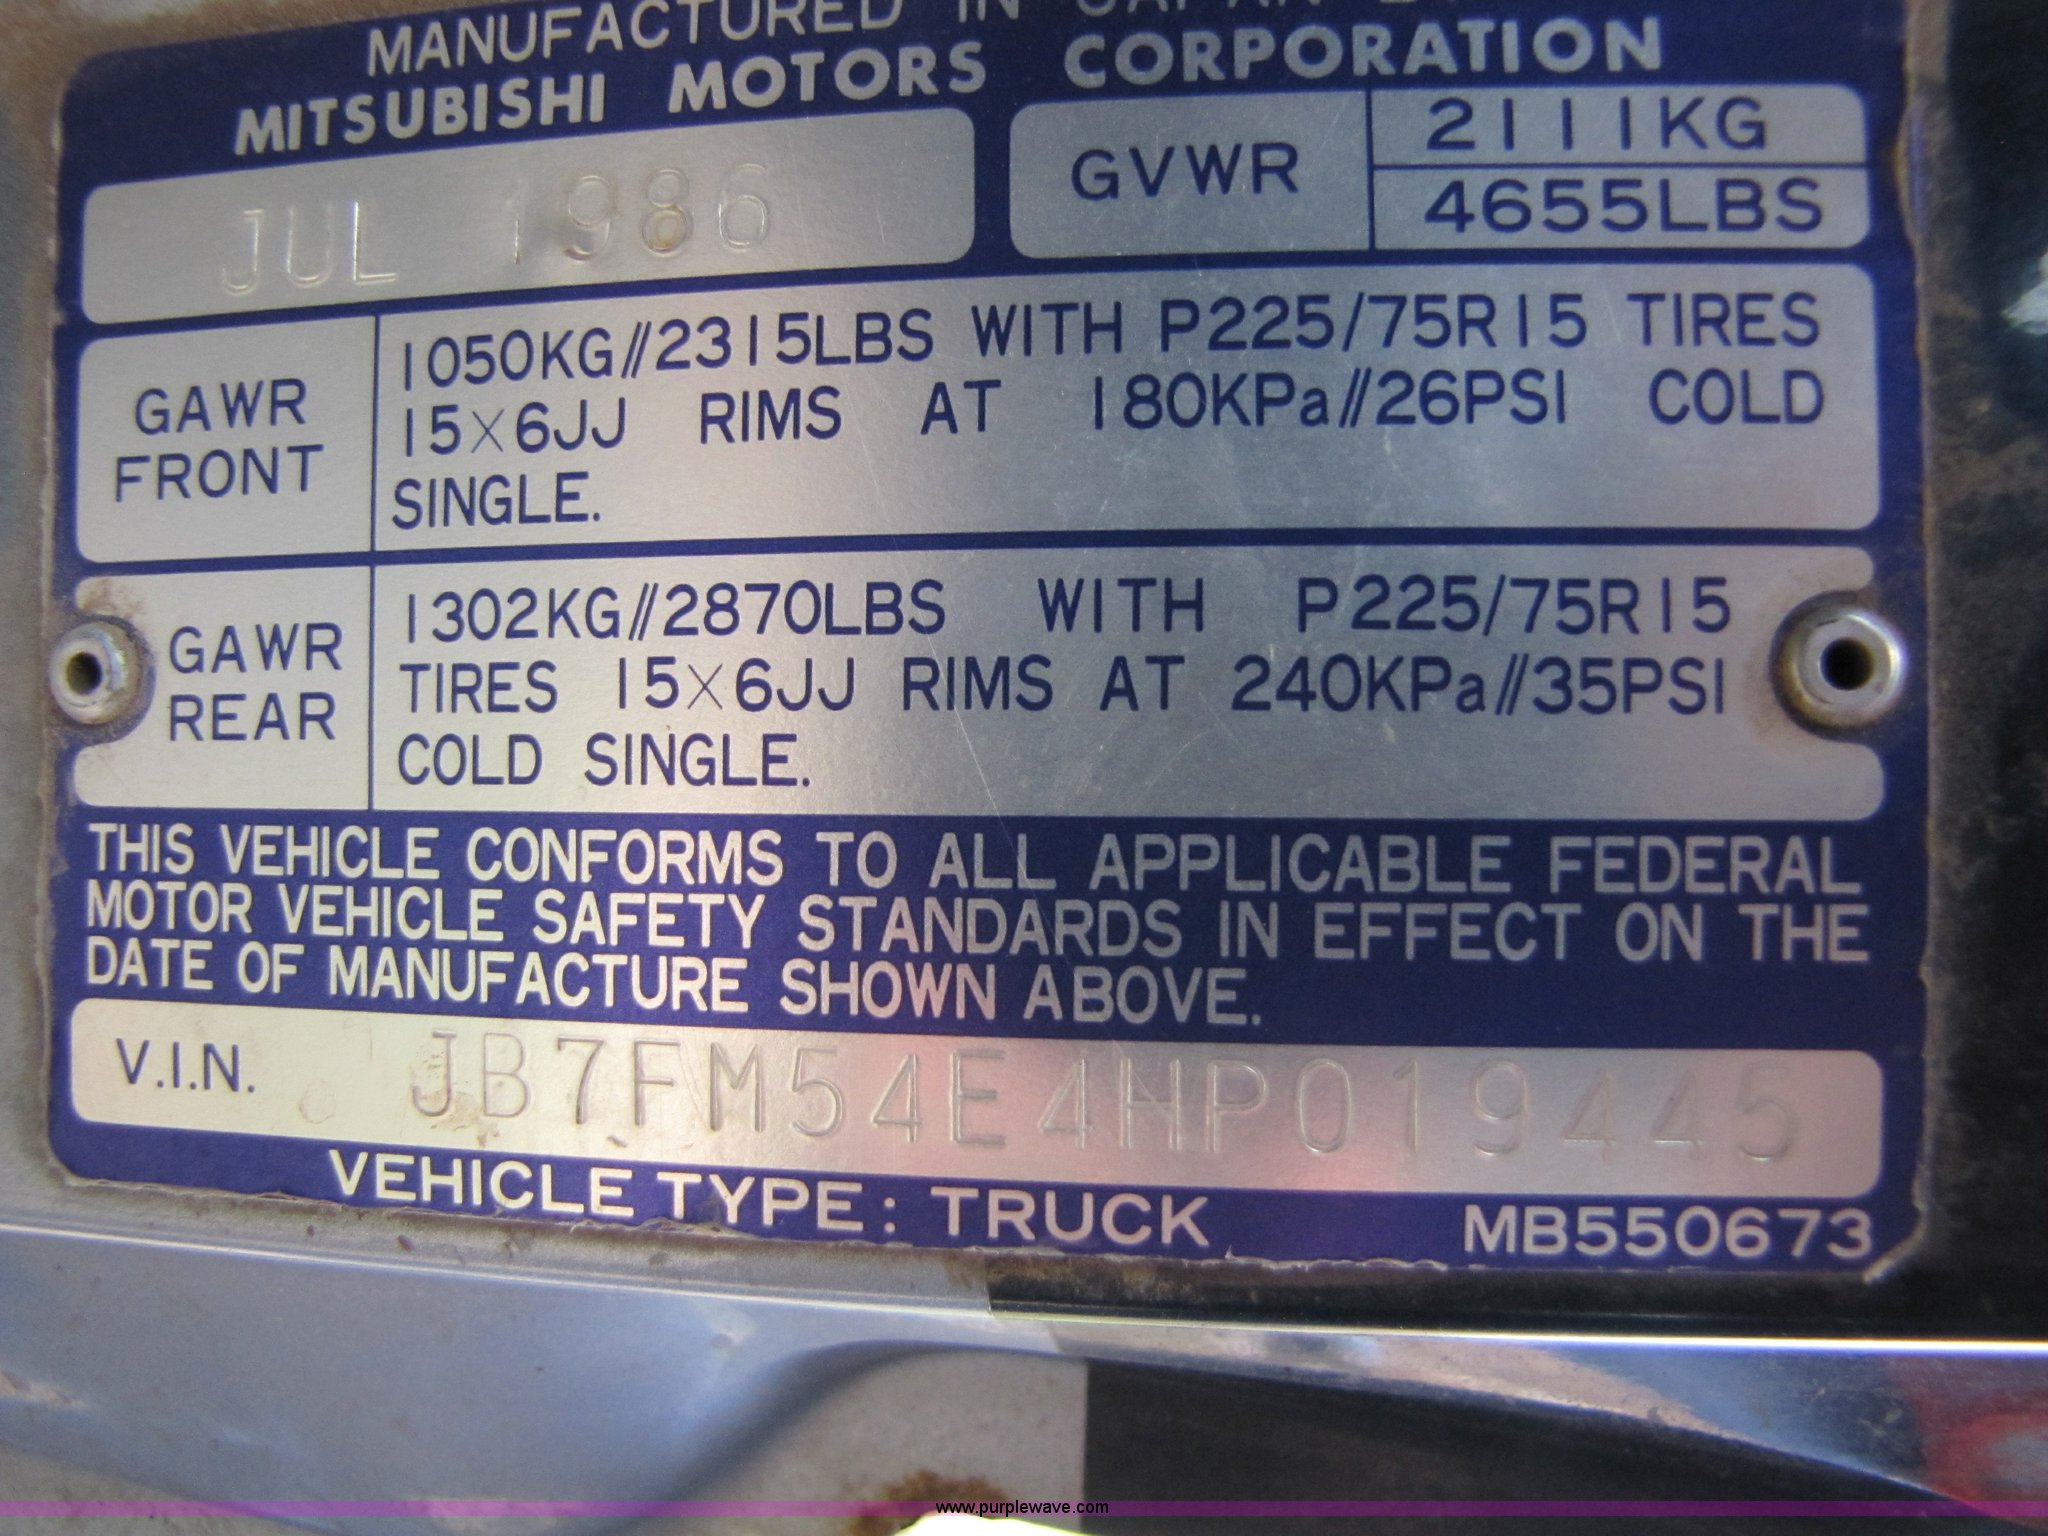 MANUFACTURED IN JAPAN BY
MITSUBISHI MOTORS CORPORATION
JUL 1986
GVWR
2111KG
4655LBS
GAWR
FRONT
1050KG//2315LBS WITH P225/75R15 TIRES
15×6JJ RIMS AT 180KPa//26PSI COLD
SINGLE.
GAWR
REAR
1302KG//2870LBS WITH P225/75R15
TIRES 15×6JJ RIMS AT 240KPa//35PSI
COLD SINGLE.
THIS VEHICLE CONFORMS TO ALL APPLICABLE FEDERAL
MOTOR VEHICLE SAFETY STANDARDS IN EFFECT ON THE
DATE OF MANUFACTURE SHOWN ABOVE.
V.I.N. JB7FM54E4HP019445
VEHICLE TYPE: TRUCK MB550673
www.purplewave.com